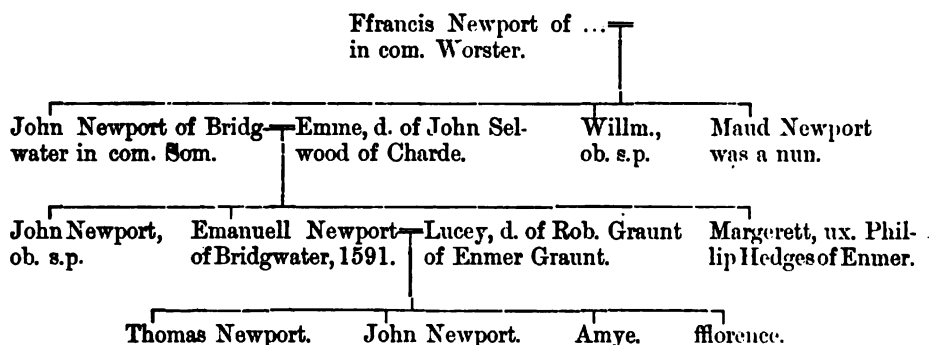 Ffrancis Newport of ...
in com. Worster.
John Newport of Bridg-
water in com. Som.
Emme, d. of John Sel-
wood of Charde.
Willm.,
ob. s.p.
Maud Newport
was a nun.
John Newport,
ob. s.p.
Emanuell Newport
of Bridgwater, 1591.
Lucey, d. of Rob. Graunt
of Enmer Graunt.
Margerett, ux. Phil-
lip Hedges of Enmer.
Thomas Newport.
John Newport.
Amye.
fflorence.